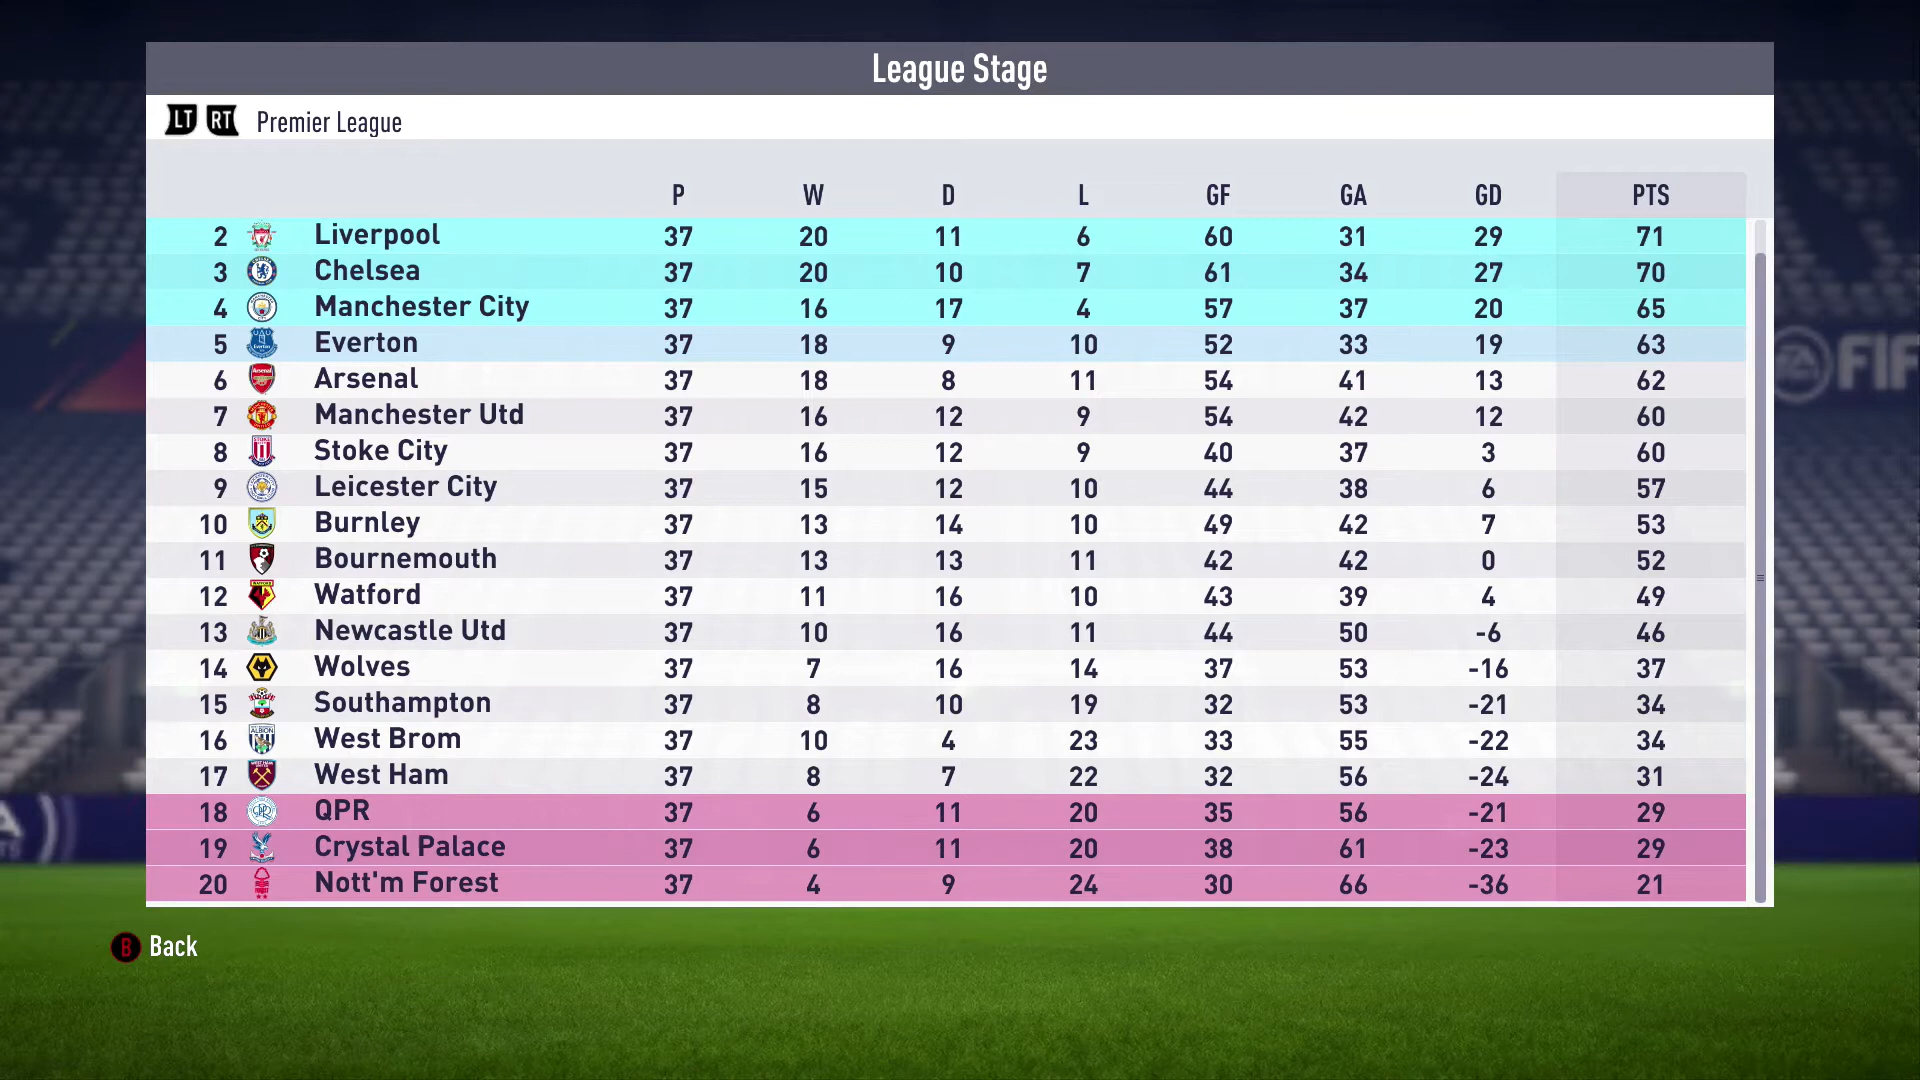 League Stage
LT RT Premier League
P W D L GF GA GD PTS
2 Liverpool 37 20 11 6 60 31 29 71
3 Chelsea 37 20 10 7 61 34 27 70
4 Manchester City 37 16 17 4 57 37 20 65
5 Everton 37 18 9 10 52 33 19 63
6 Arsenal 37 18 8 11 54 41 13 62
7 Manchester Utd 37 16 12 9 54 42 12 60
8 Stoke City 37 16 12 9 40 37 3 60
9 Leicester City 37 15 12 10 44 38 6 57
10 Burnley 37 13 14 10 49 42 7 53
11 Bournemouth 37 13 13 11 42 42 0 52
12 Watford 37 11 16 10 43 39 4 49
13 Newcastle Utd 37 10 16 11 44 50 -6 46
14 Wolves 37 7 16 14 37 53 -16 37
15 Southampton 37 8 10 19 32 53 -21 34
16 West Brom 37 10 4 23 33 55 -22 34
17 West Ham 37 8 7 22 32 56 -24 31
18 QPR 37 6 11 20 35 56 -21 29
19 Crystal Palace 37 6 11 20 38 61 -23 29
20 Nott'm Forest 37 4 9 24 30 66 -36 21
EA FIF
B Back